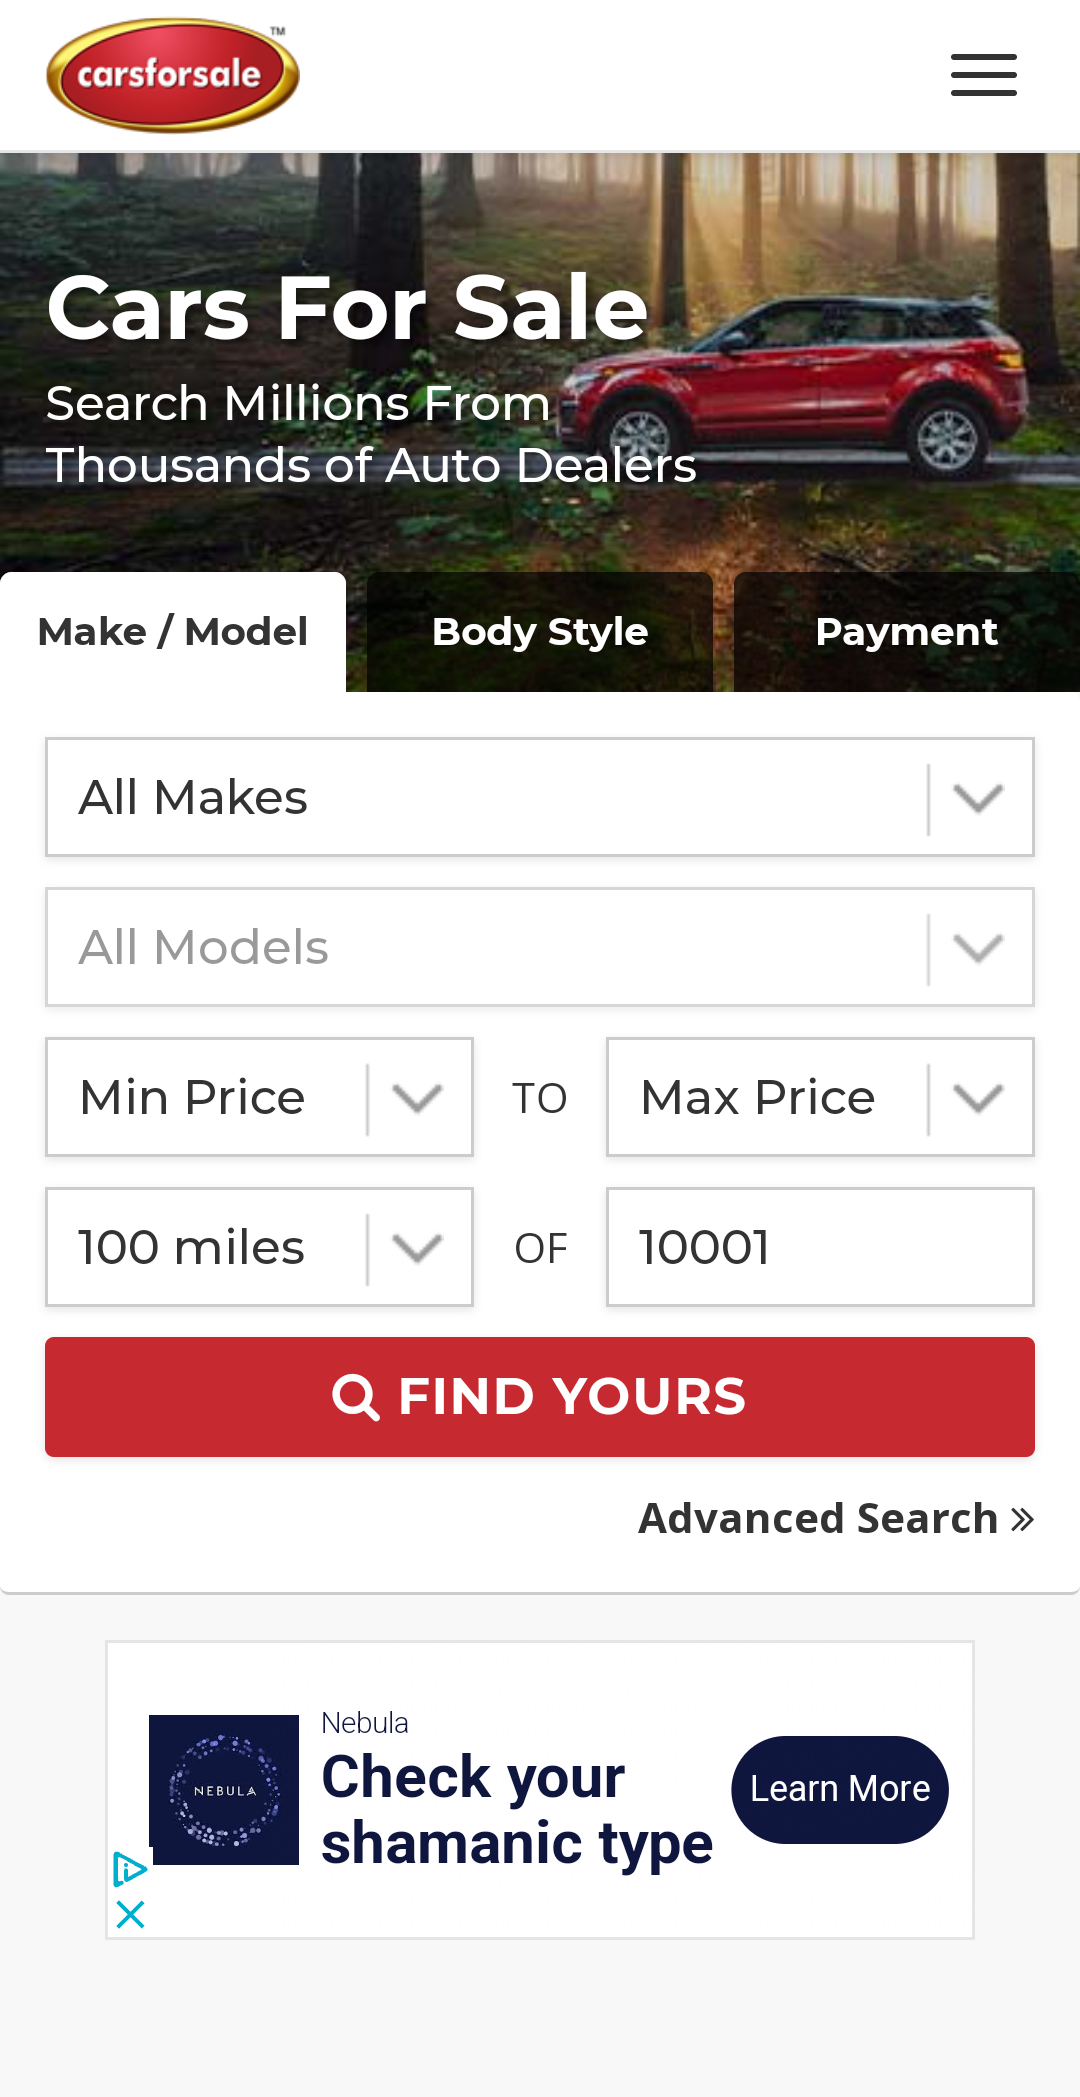 carsforsale™
Cars For Sale
Search Millions From
Thousands of Auto Dealers
Make / Model
Body Style
Payment
All Makes
All Models
Min Price
TO
Max Price
100 miles
OF
10001
FIND YOURS
Advanced Search »
NEBULA
Nebula
Check your
shamanic type
Learn More